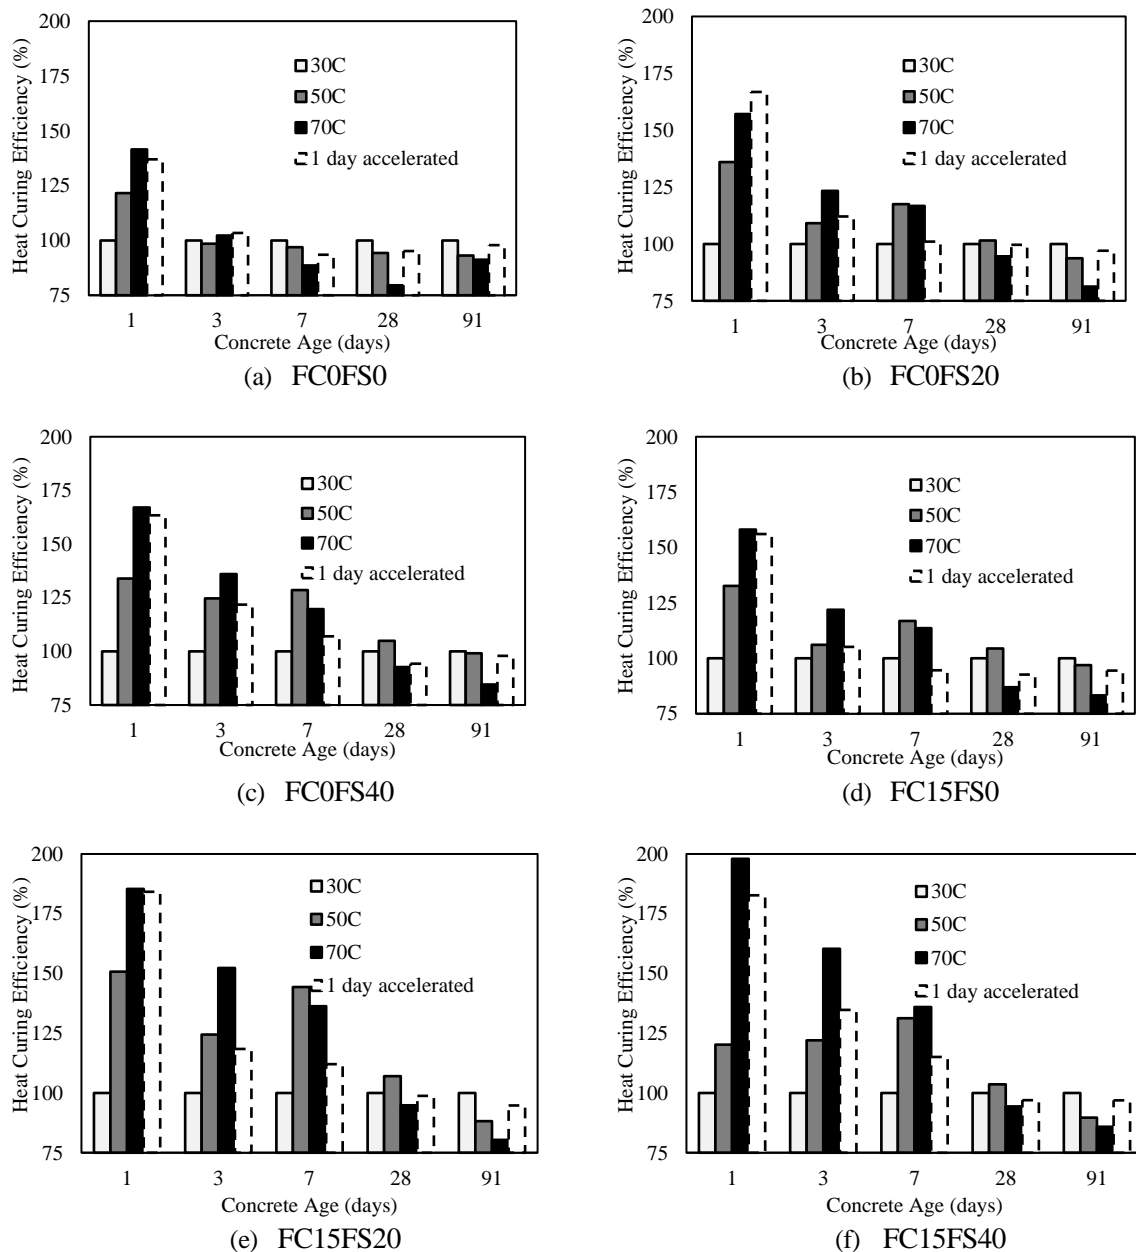 Heat Curing Efficiency (%)
200
175
150
125
100
75
30C
50C
70C
1 day accelerated
1 3 7 28 91
Concrete Age (days)
(a) FC0FS0
Heat Curing Efficiency (%)
200
175
150
125
100
75
30C
50C
70C
1 day accelerated
1 3 7 28 91
Concrete Age (days)
(b) FC0FS20
Heat Curing Efficiency (%)
200
175
150
125
100
75
30C
50C
70C
1 day accelerated
1 3 7 28 91
Concrete Age (days)
(c) FC0FS40
Heat Curing Efficiency (%)
200
175
150
125
100
75
30C
50C
70C
1 day accelerated
1 3 7 28 91
Concrete Age (days)
(d) FC15FS0
Heat Curing Efficiency (%)
200
175
150
125
100
75
30C
50C
70C
1 day accelerated
1 3 7 28 91
Concrete Age (days)
(e) FC15FS20
Heat Curing Efficiency (%)
200
175
150
125
100
75
30C
50C
70C
1 day accelerated
1 3 7 28 91
Concrete Age (days)
(f) FC15FS40